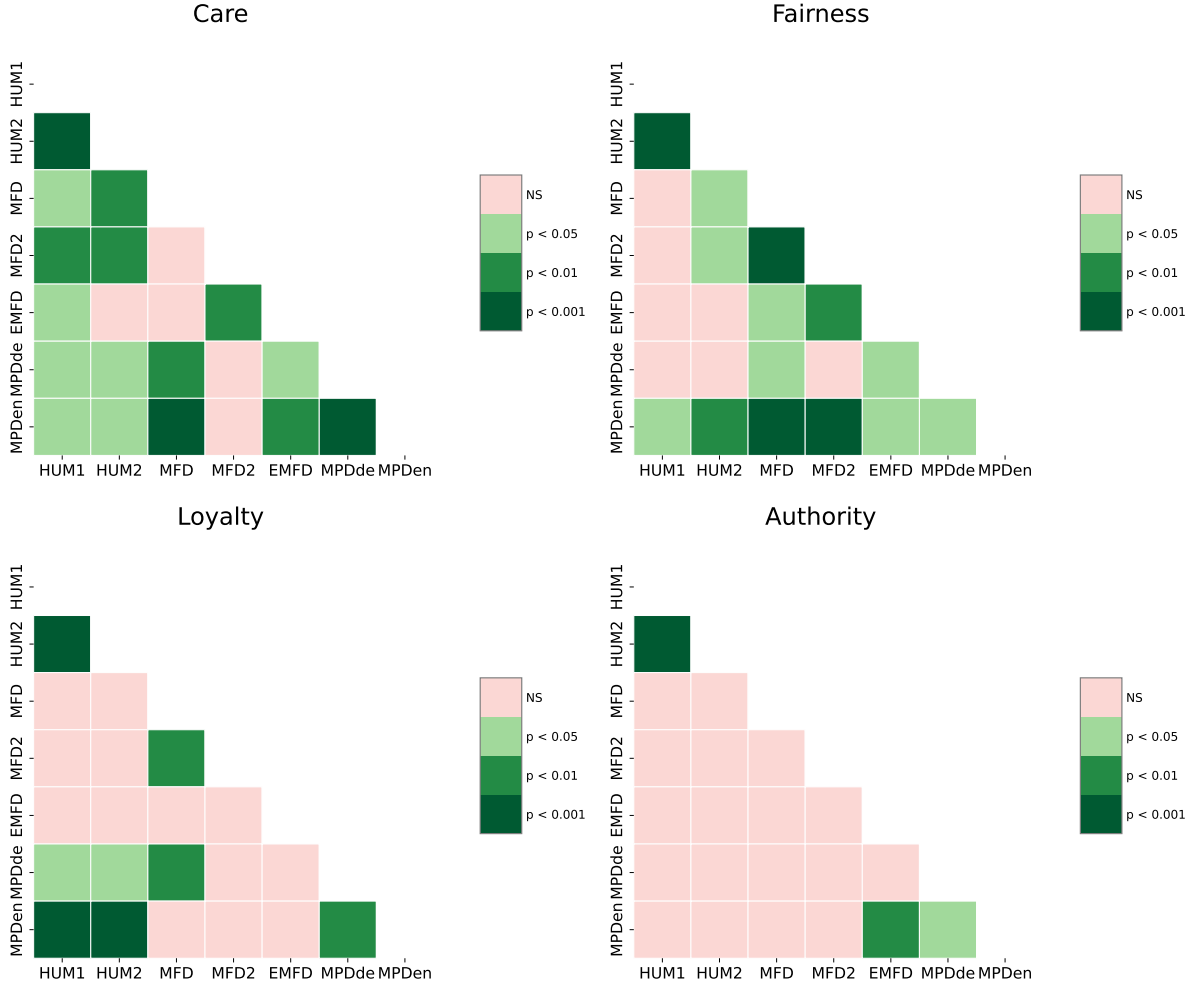 Care
HUM1
HUM2
MFD
MFD2
EMFD
MPDde
MPDen
HUM1 HUM2 MFD MFD2 EMFD MPDde MPDen
NS
p < 0.05
p < 0.01
p < 0.001
Fairness
HUM1
HUM2
MFD
MFD2
EMFD
MPDde
MPDen
HUM1 HUM2 MFD MFD2 EMFD MPDde MPDen
NS
p < 0.05
p < 0.01
p < 0.001
Loyalty
HUM1
HUM2
MFD
MFD2
EMFD
MPDde
MPDen
HUM1 HUM2 MFD MFD2 EMFD MPDde MPDen
NS
p < 0.05
p < 0.01
p < 0.001
Authority
HUM1
HUM2
MFD
MFD2
EMFD
MPDde
MPDen
HUM1 HUM2 MFD MFD2 EMFD MPDde MPDen
NS
p < 0.05
p < 0.01
p < 0.001